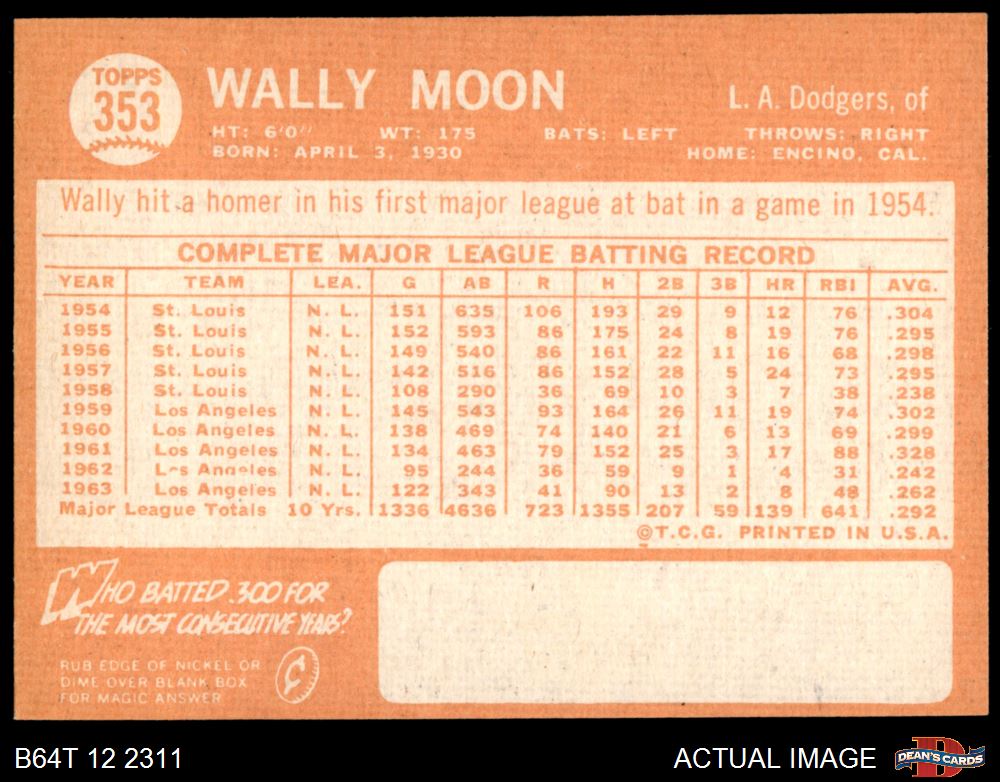 TOPPS
353
WALLY MOON
L. A. Dodgers, of
HT: 6'0" WT: 175 BATS: LEFT THROWS: RIGHT
BORN: APRIL 3, 1930 HOME: ENCINO, CAL.
Wally hit a homer in his first major league at bat in a game in 1954.
COMPLETE MAJOR LEAGUE BATTING RECORD
YEAR TEAM LEA. G AB R H 2B 3B HR RBI AVG.
1954 St. Louis N. L. 151 635 106 193 29 9 12 76 .304
1955 St. Louis N. L. 152 593 86 175 24 8 19 76 .295
1956 St. Louis N. L. 149 540 86 161 22 11 16 68 .298
1957 St. Louis N. L. 142 516 86 152 28 5 24 73 .295
1958 St. Louis N. L. 108 290 36 69 10 3 7 38 .238
1959 Los Angeles N. L. 145 543 93 164 26 11 19 74 .302
1960 Los Angeles N. L. 138 469 74 140 21 6 13 69 .299
1961 Los Angeles N. L. 134 463 79 152 25 3 17 88 .328
1962 Los Angeles N. L. 95 244 36 59 9 1 4 31 .242
1963 Los Angeles N. L. 122 343 41 90 13 2 8 48 .262
Major League Totals 10 Yrs. 1336 4636 723 1355 207 59 139 641 .292
©T.C.G. PRINTED IN U.S.A.
WHO BATTED .300 FOR
THE MOST CONSECUTIVE YEARS?
RUB EDGE OF NICKEL OR
DIME OVER BLANK BOX
FOR MAGIC ANSWER
¢
B64T 12 2311
ACTUAL IMAGE
D
DEAN'S CARDS